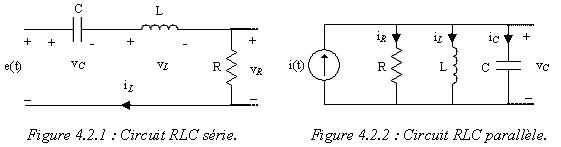 C
L
+
+
-
+
-
+
e(t)
vC
vL
R
vR
iL
−
−
Figure 4.2.1 : Circuit RLC série.
iR
iL
iC
+
i(t)
R
L
C
vC
−
Figure 4.2.2 : Circuit RLC parallèle.